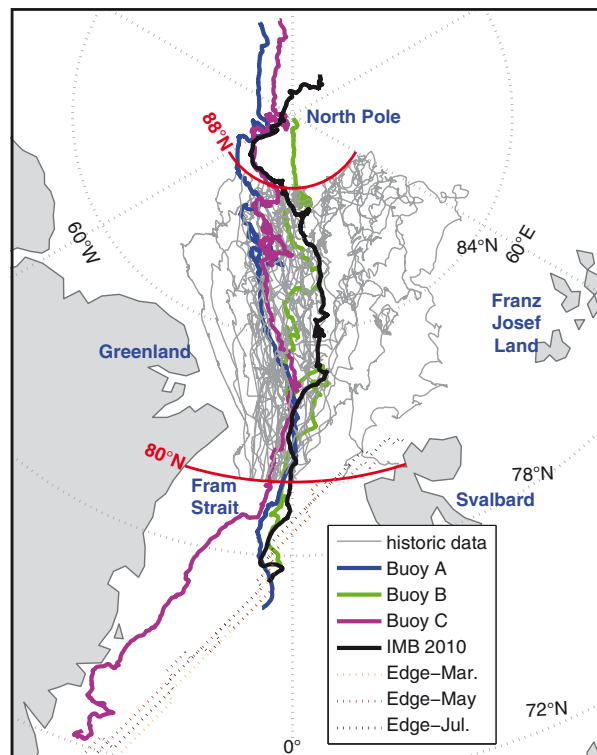 North Pole
88°N
60°W
84°N
60°E
Franz
Josef
Land
Greenland
80°N
Fram
Strait
78°N
Svalbard
historic data
Buoy A
Buoy B
Buoy C
IMB 2010
Edge–Mar.
Edge–May
Edge–Jul.
72°N
0°